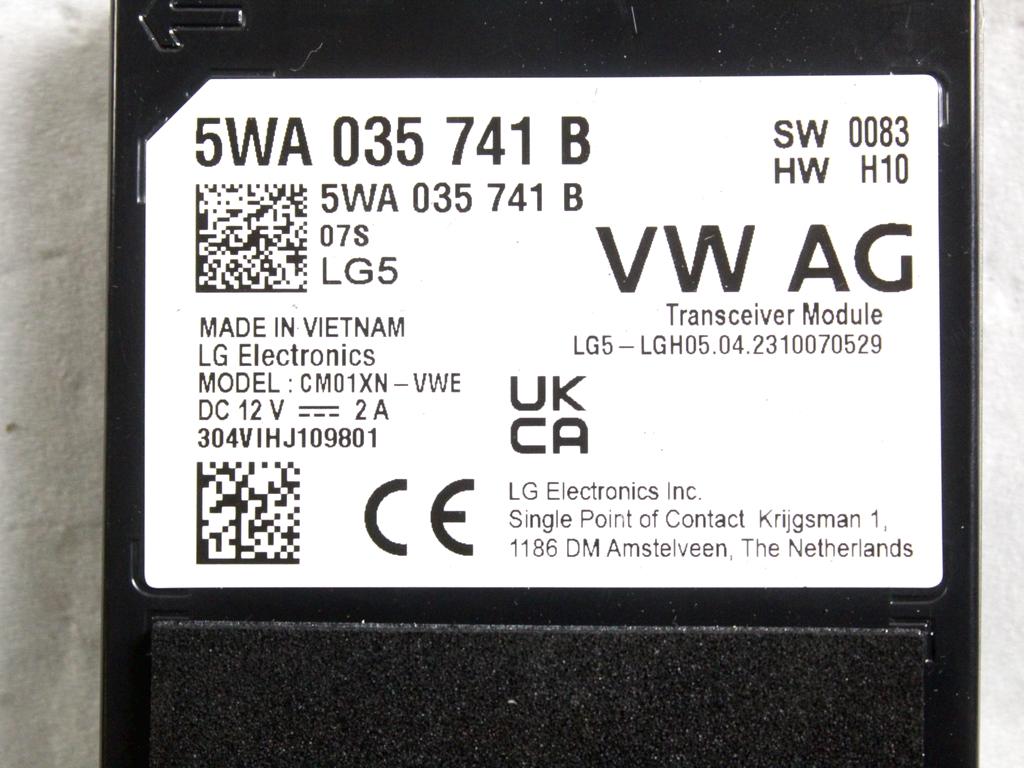 5WA 035 741 B
SW 0083
HW H10
5WA 035 741 B
07S
LG5
VW AG
Transceiver Module
LG5-LGH05.04.2310070529
MADE IN VIETNAM
LG Electronics
MODEL : CM01XN-VWE
DC 12 V ⎓ 2 A
304VIHJ109801
UK
CA
CE
LG Electronics Inc.
Single Point of Contact Krijgsman 1,
1186 DM Amstelveen, The Netherlands